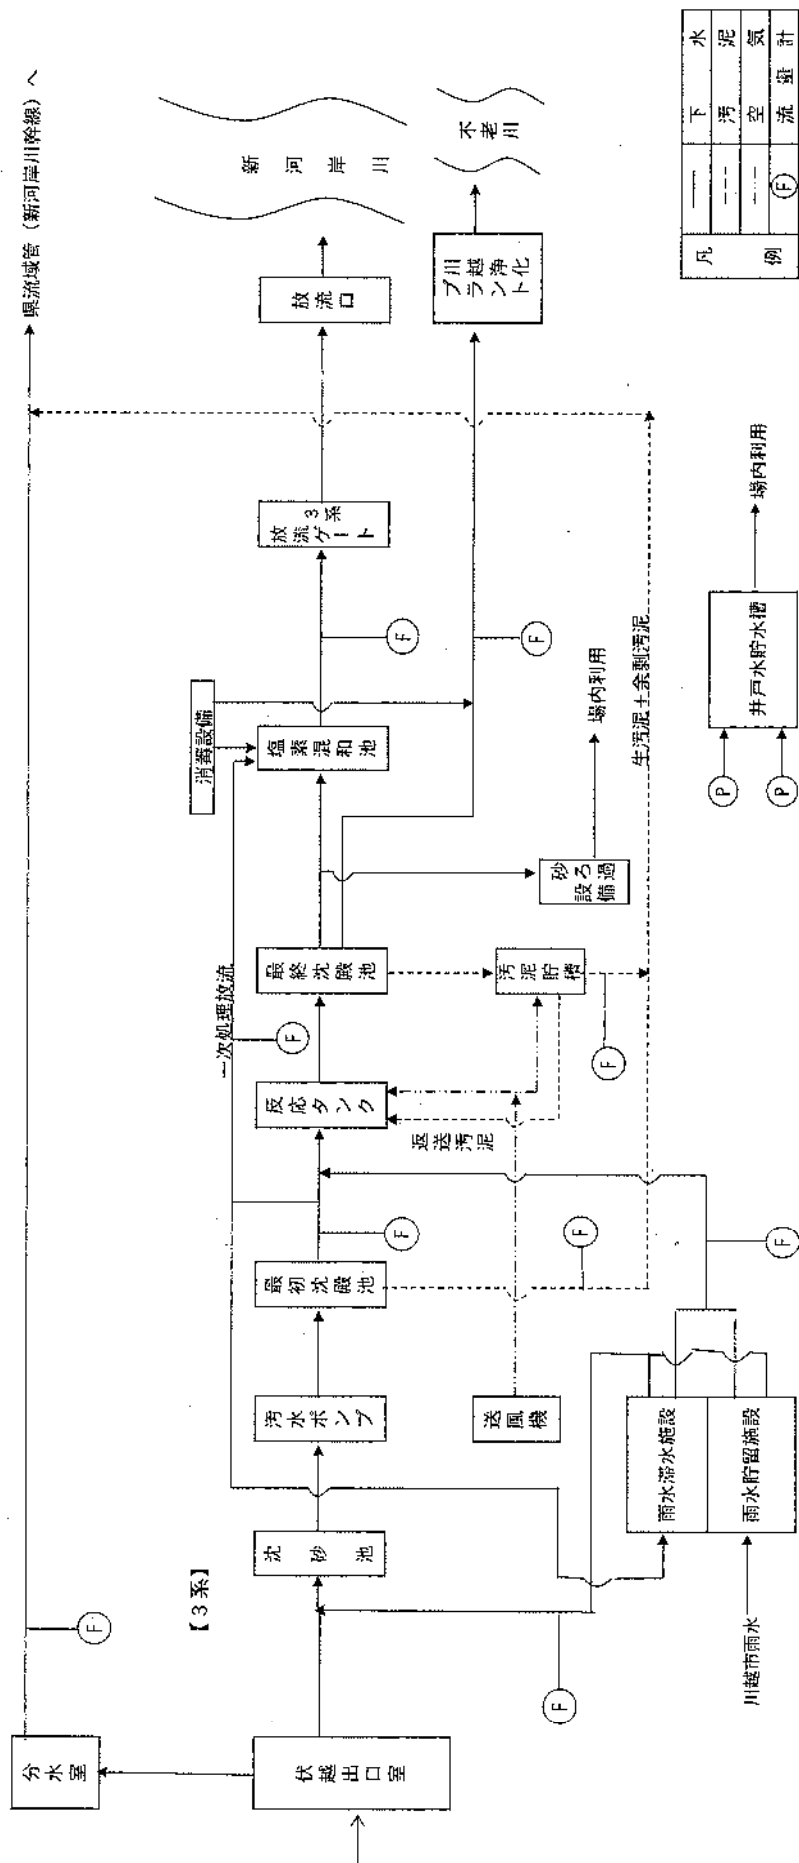 県流域管（新河岸川幹線）へ
分水室
F
【3系】
伏越出口室
沈砂池
汚水ポンプ
最初沈殿池
反応タンク
最終沈殿池
塩素混和池
消毒設備
3系
放流ゲート
放流口
新河岸川
不老川
川越浄化
プラント
一次処理放流
F
F
F
F
返送汚泥
汚泥貯槽
F
F
砂ろ過
設備
場内利用
生汚泥＋余剰汚泥
送風機
F
F
雨水滞水施設
雨水貯留施設
川越市雨水
P
P
井戸水貯水槽
場内利用
凡例
下水
汚泥
空気
F
流量計